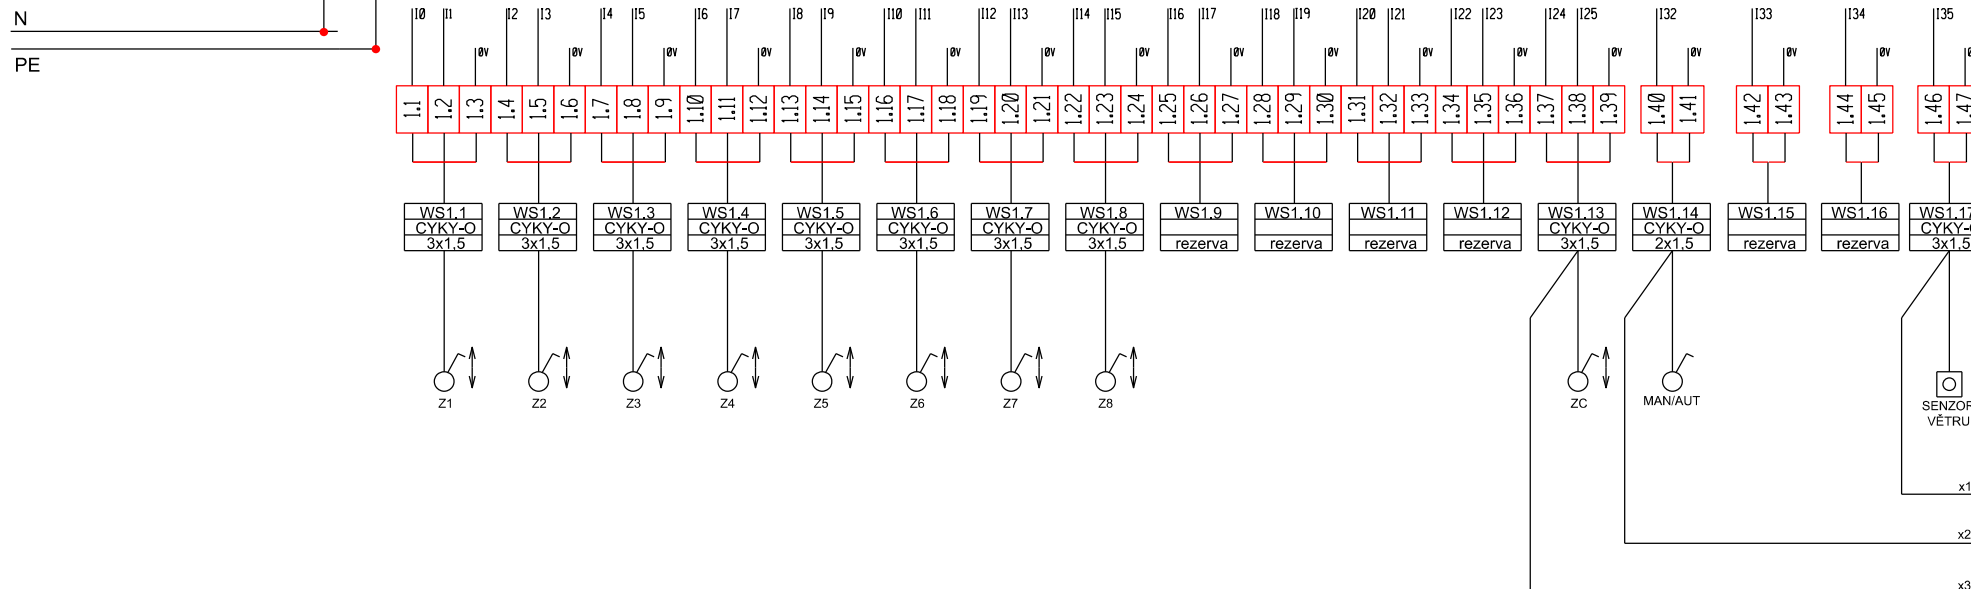 N
PE
I0 I1 I2 I3 I4 I5 I6 I7 I8 I9 I10 I11 I12 I13 I14 I15 I16 I17 I18 I19 I20 I21 I22 I23 I24 I25 I32 I33 I34 I35
0V 0V 0V 0V 0V 0V 0V 0V 0V 0V 0V 0V 0V 0V 0V 0V
1.1 1.2 1.3 1.4 1.5 1.6 1.7 1.8 1.9 1.10 1.11 1.12 1.13 1.14 1.15 1.16 1.17 1.18 1.19 1.20 1.21 1.22 1.23 1.24 1.25 1.26 1.27 1.28 1.29 1.30 1.31 1.32 1.33 1.34 1.35 1.36 1.37 1.38 1.39 1.40 1.41 1.42 1.43 1.44 1.45 1.46 1.47
WS1.1 WS1.2 WS1.3 WS1.4 WS1.5 WS1.6 WS1.7 WS1.8 WS1.9 WS1.10 WS1.11 WS1.12 WS1.13 WS1.14 WS1.15 WS1.16 WS1.17
CYKY-O CYKY-O CYKY-O CYKY-O CYKY-O CYKY-O CYKY-O CYKY-O CYKY-O CYKY-O CYKY-O
3x1,5 3x1,5 3x1,5 3x1,5 3x1,5 3x1,5 3x1,5 3x1,5 rezerva rezerva rezerva rezerva 3x1,5 2x1,5 rezerva rezerva 3x1,5
Z1 Z2 Z3 Z4 Z5 Z6 Z7 Z8 ZC MAN/AUT SENZOR
VĚTRU
x1
x2
x3